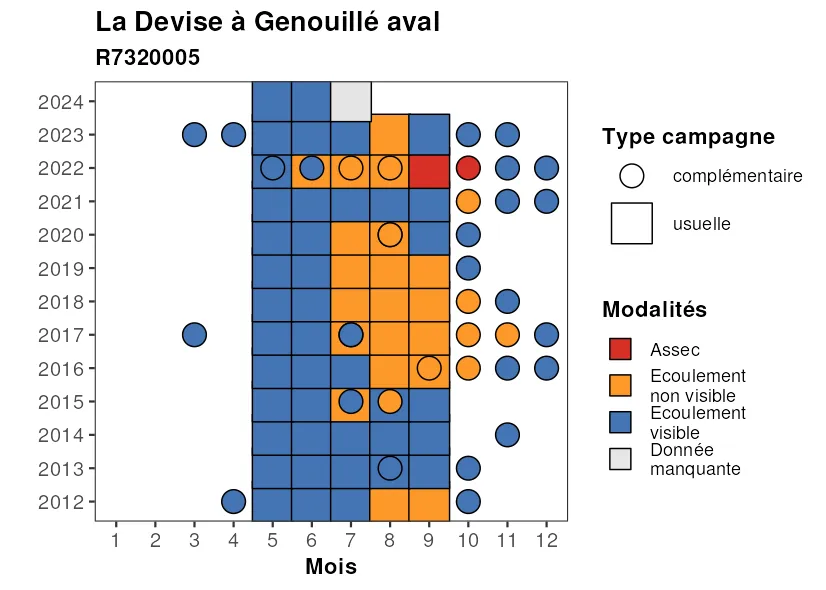 La Devise à Genouillé aval
R7320005
2024
2023
2022
2021
2020
2019
2018
2017
2016
2015
2014
2013
2012
1 2 3 4 5 6 7 8 9 10 11 12
Mois
Type campagne
complémentaire
usuelle
Modalités
Assec
Ecoulement
non visible
Ecoulement
visible
Donnée
manquante